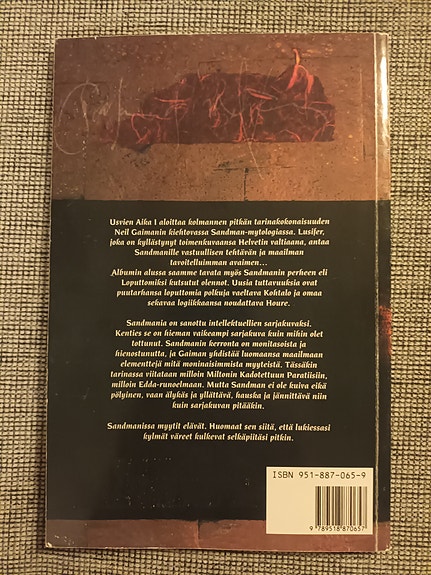 Usvien Aika I aloittaa kolmannen pitkän tarinakokonaisuuden
Neil Gaimanin kiehtovassa Sandman-mytologiassa. Lusifer,
joka on kyllästynyt toimenkuvaansa Helvetin valtiaana, antaa
Sandmanille vastuullisen tehtävän ja maailman
tavoitelluimman avaimen...
Albumin alussa saamme tavata myös Sandmanin perheen eli
Loputtomiksi kutsutut olennot. Uusia tuttavuuksia ovat
puutarhansa loputtomia polkuja vaeltava Kohtalo ja omaa
sekavaa logiikkaansa noudattava Houre.
Sandmania on sanottu intellektuellien sarjakuvaksi.
Kenties se on hieman vaikeampi sarjakuva kuin mihin olet
tottunut. Sandmanin kerronta on monitasoista ja
hienostunutta, ja Gaiman yhdistää luomaansa maailmaan
elementtejä mitä moninaisimmista myyteistä. Tässäkin
tarinassa viitataan milloin Miltonin Kadotettuun Paratiisiin,
milloin Edda-runoelmaan. Mutta Sandman ei ole kuiva eikä
pölyinen, vaan älykäs ja yllättävä, hauska ja jännittävä niin
kuin sarjakuvan pitääkin.
Sandmanissa myytit elävät. Huomaat sen siitä, että lukiessasi
kylmät väreet kulkevat selkäpiitäsi pitkin.
ISBN 951-887-065-9
9 789518 870657